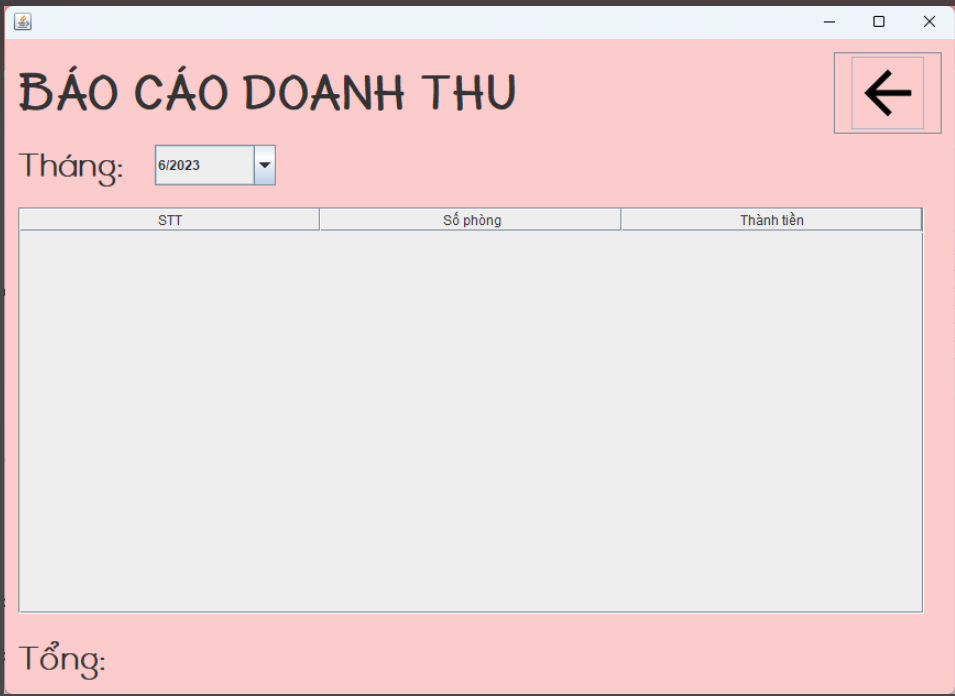 BÁO CÁO DOANH THU
Tháng: 6/2023
STT Số phòng Thành tiền
Tổng: